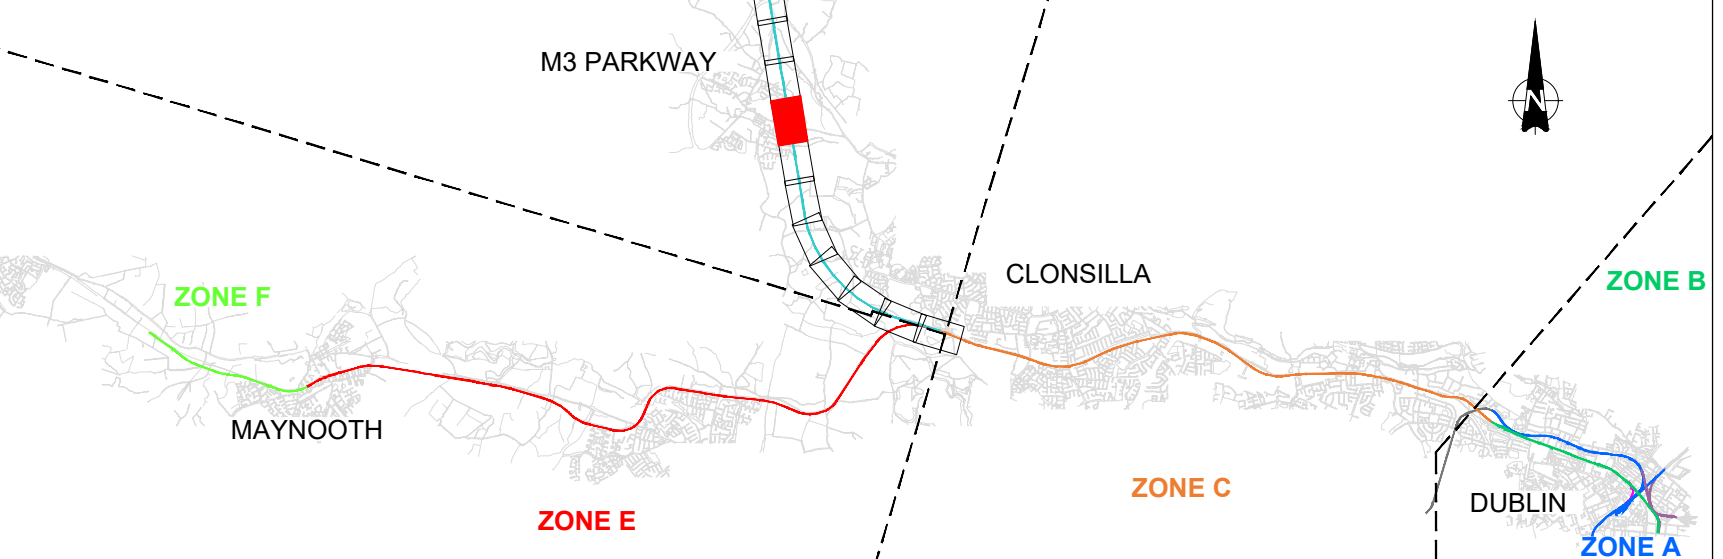 M3 PARKWAY
N
CLONSILLA
ZONE B
ZONE F
MAYNOOTH
ZONE C
DUBLIN
ZONE E
ZONE A